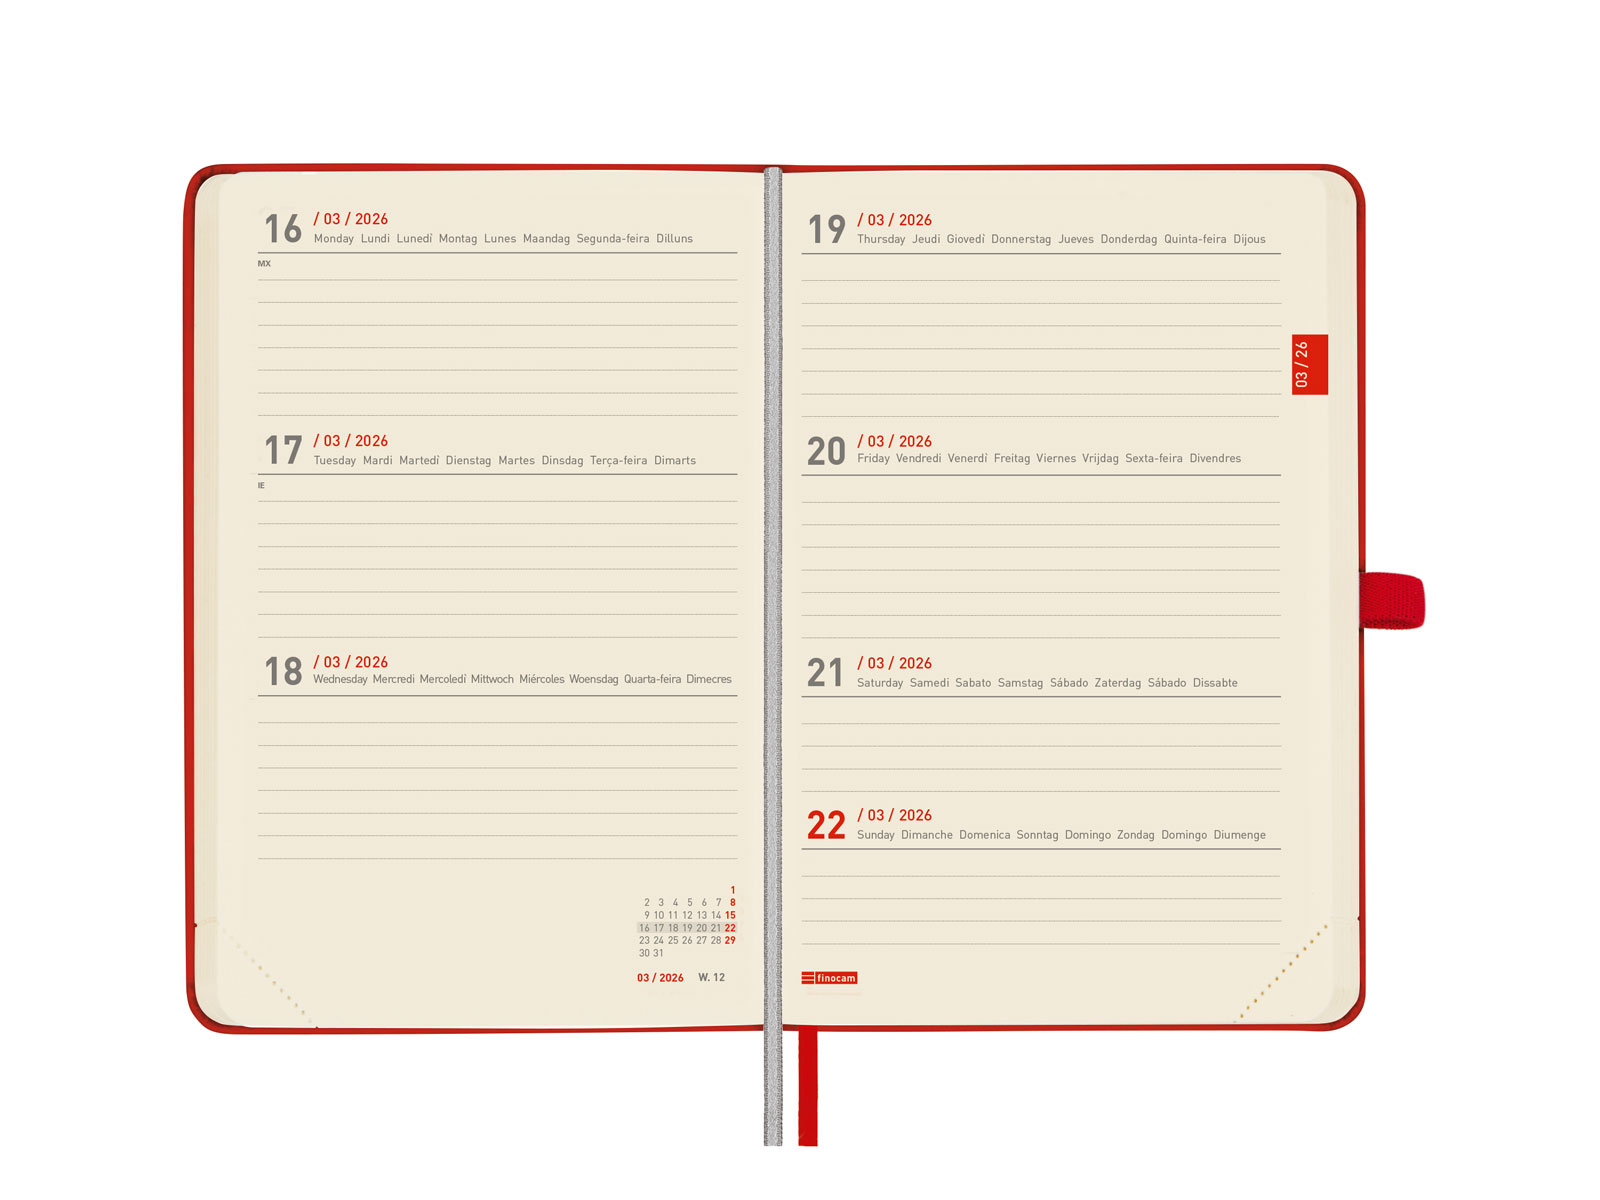 16 / 03 / 2026
Monday Lundi Lunedì Montag Lunes Maandag Segunda-feira Dilluns
MX
17 / 03 / 2026
Tuesday Mardi Martedì Dienstag Martes Dinsdag Terça-feira Dimarts
IE
18 / 03 / 2026
Wednesday Mercredi Mercoledì Mittwoch Miércoles Woensdag Quarta-feira Dimecres
1
2 3 4 5 6 7 8
9 10 11 12 13 14 15
16 17 18 19 20 21 22
23 24 25 26 27 28 29
30 31
03 / 2026 W. 12
19 / 03 / 2026
Thursday Jeudi Giovedì Donnerstag Jueves Donderdag Quinta-feira Dijous
03 / 26
20 / 03 / 2026
Friday Vendredi Venerdì Freitag Viernes Vrijdag Sexta-feira Divendres
21 / 03 / 2026
Saturday Samedi Sabato Samstag Sábado Zaterdag Sábado Dissabte
22 / 03 / 2026
Sunday Dimanche Domenica Sonntag Domingo Zondag Domingo Diumenge
finocam